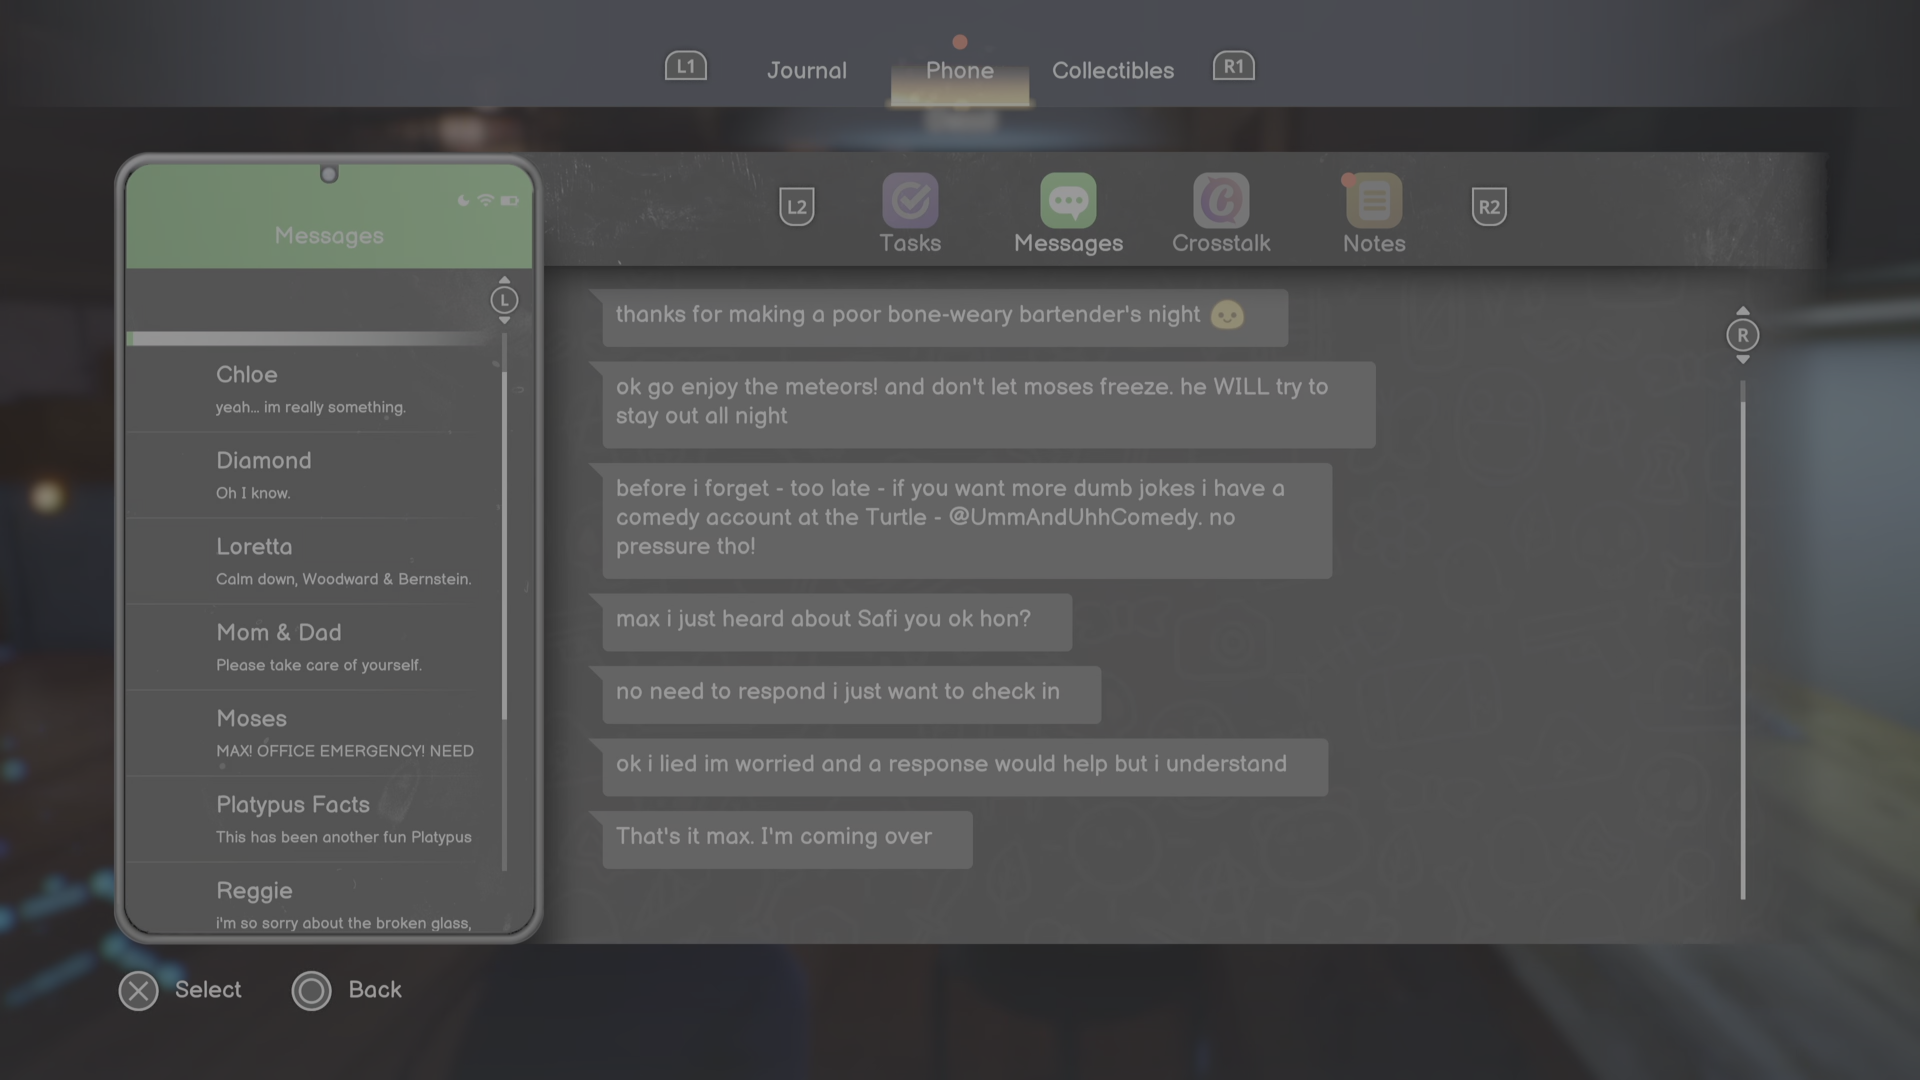 L1
Journal
Phone
Collectibles
R1
Messages
L2
Tasks
Messages
Crosstalk
Notes
R2
L
Chloe
yeah... im really something.
Diamond
Oh I know.
Loretta
Calm down, Woodward & Bernstein.
Mom & Dad
Please take care of yourself.
Moses
MAX! OFFICE EMERGENCY! NEED
Platypus Facts
This has been another fun Platypus
Reggie
i'm so sorry about the broken glass,
thanks for making a poor bone-weary bartender's night
ok go enjoy the meteors! and don't let moses freeze. he WILL try to
stay out all night
before i forget - too late - if you want more dumb jokes i have a
comedy account at the Turtle - @UmmAndUhhComedy. no
pressure tho!
max i just heard about Safi you ok hon?
no need to respond i just want to check in
ok i lied im worried and a response would help but i understand
That's it max. I'm coming over
R
Select
Back